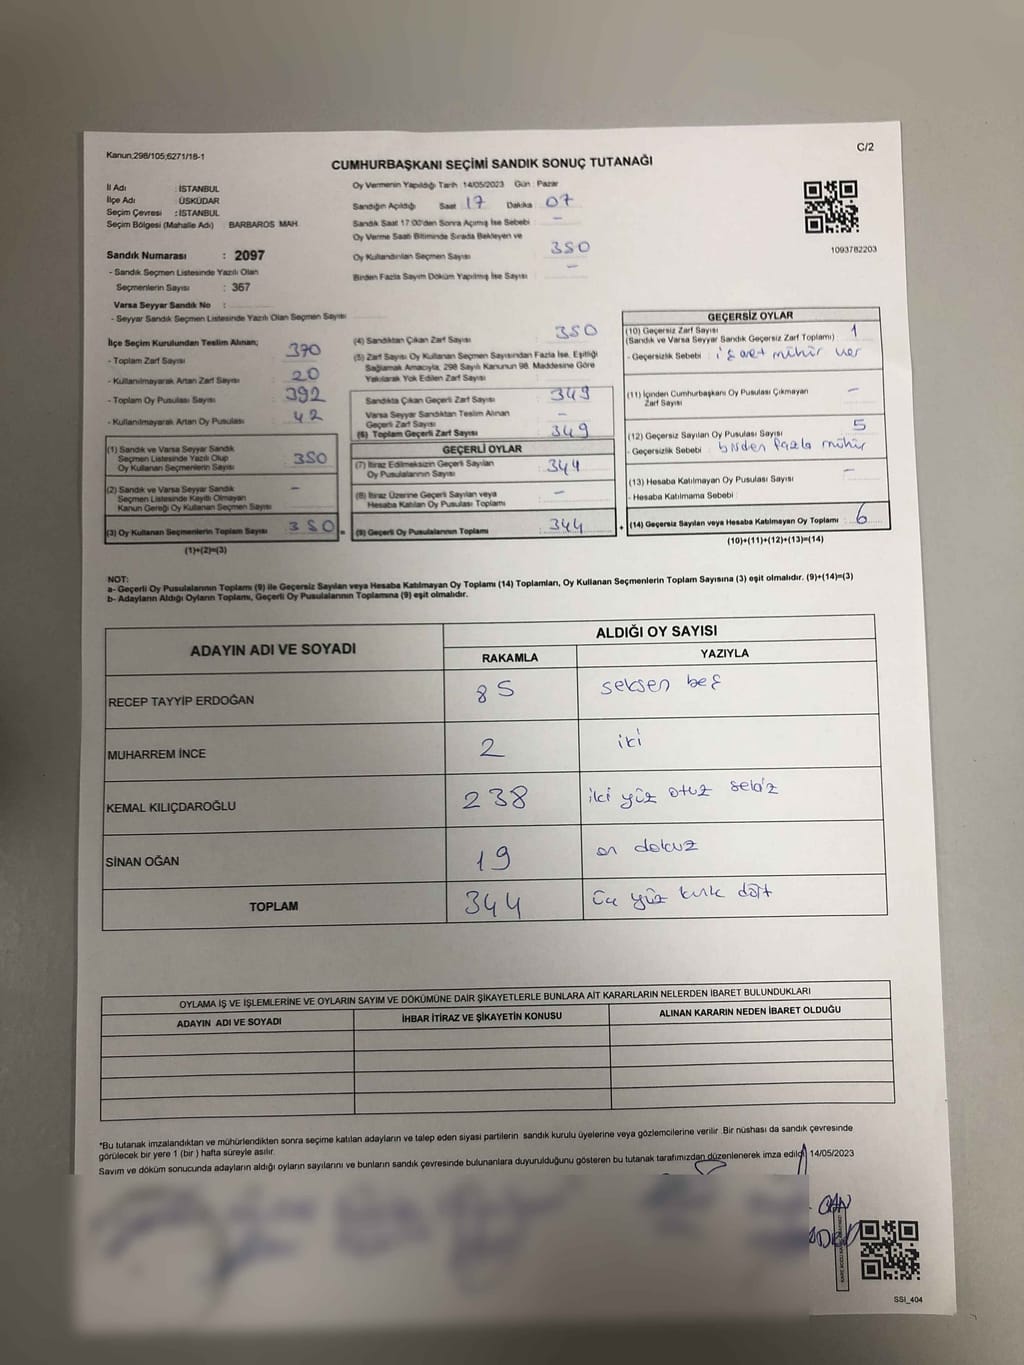 Kanun;298/105;6271/18-1
C/2
CUMHURBAŞKANI SEÇİMİ SANDIK SONUÇ TUTANAĞI
İl Adı : İSTANBUL
İlçe Adı : ÜSKÜDAR
Seçim Çevresi : İSTANBUL
Seçim Bölgesi (Mahalle Adı) BARBAROS MAH.
Sandık Numarası : 2097
- Sandık Seçmen Listesinde Yazılı Olan
Seçmenlerin Sayısı : 367
Varsa Seyyar Sandık No :
- Seyyar Sandık Seçmen Listesinde Yazılı Olan Seçmen Sayısı
Oy Vermenin Yapıldığı Tarih 14/05/2023 Gün : Pazar
Sandığın Açıldığı Saat 17 Dakika 07
Sandık Saat 17:00'den Sonra Açılmış İse Sebebi –
Oy Verme Saati Bitiminde Sırada Bekleyen ve
Oy Kullandırılan Seçmen Sayısı 350
Birden Fazla Sayım Döküm Yapılmış İse Sayısı –
1093782203
İlçe Seçim Kurulundan Teslim Alınan;
- Toplam Zarf Sayısı : 370
- Kullanılmayarak Artan Zarf Sayısı : 20
- Toplam Oy Pusulası Sayısı : 392
- Kullanılmayarak Artan Oy Pusulası : 42
(1) Sandık ve Varsa Seyyar Sandık
Seçmen Listesinde Yazılı Olup
Oy Kullanan Seçmenlerin Sayısı : 350
(2) Sandık ve Varsa Seyyar Sandık
Seçmen Listesinde Kayıtlı Olmayan
Kanun Gereği Oy Kullanan Seçmen Sayısı –
(3) Oy Kullanan Seçmenlerin Toplam Sayısı : 350 =
(1)+(2)=(3)
(4) Sandıktan Çıkan Zarf Sayısı : 350
(5) Zarf Sayısı Oy Kullanan Seçmen Sayısından Fazla İse, Eşitliği
Sağlamak Amacıyla, 298 Sayılı Kanunun 98. Maddesine Göre
Yakılarak Yok Edilen Zarf Sayısı :
Sandıkta Çıkan Geçerli Zarf Sayısı : 349
Varsa Seyyar Sandıktan Teslim Alınan
Geçerli Zarf Sayısı –
(6) Toplam Geçerli Zarf Sayısı : 349
GEÇERLİ OYLAR
(7) İtiraz Edilmeksizin Geçerli Sayılan
Oy Pusulalarının Sayısı : 344
(8) İtiraz Üzerine Geçerli Sayılan veya
Hesaba Katılan Oy Pusulaları Toplamı –
(9) Geçerli Oy Pusulalarının Toplamı : 344 +
GEÇERSİZ OYLAR
(10) Geçersiz Zarf Sayısı
(Sandık ve Varsa Seyyar Sandık Geçersiz Zarf Toplamı) : 1
- Geçersizlik Sebebi : işaret mühür var
(11) İçinden Cumhurbaşkanı Oy Pusulası Çıkmayan
Zarf Sayısı –
(12) Geçersiz Sayılan Oy Pusulası Sayısı 5
- Geçersizlik Sebebi : birden fazla mühür
(13) Hesaba Katılmayan Oy Pusulası Sayısı –
- Hesaba Katılmama Sebebi
(14) Geçersiz Sayılan veya Hesaba Katılmayan Oy Toplamı : 6
(10)+(11)+(12)+(13)=(14)
NOT:
a- Geçerli Oy Pusulalarının Toplamı (9) ile Geçersiz Sayılan veya Hesaba Katılmayan Oy Toplamı (14) Toplamları, Oy Kullanan Seçmenlerin Toplam Sayısına (3) eşit olmalıdır. (9)+(14)=(3)
b- Adayların Aldığı Oyların Toplamı, Geçerli Oy Pusulalarının Toplamına (9) eşit olmalıdır.
ADAYIN ADI VE SOYADI
ALDIĞI OY SAYISI
RAKAMLA YAZIYLA
RECEP TAYYİP ERDOĞAN 85 seksen beş
MUHARREM İNCE 2 iki
KEMAL KILIÇDAROĞLU 238 iki yüz otuz sekiz
SİNAN OĞAN 19 on dokuz
TOPLAM 344 üç yüz kırk dört
OYLAMA İŞ VE İŞLEMLERİNE VE OYLARIN SAYIM VE DÖKÜMÜNE DAİR ŞİKAYETLERLE BUNLARA AİT KARARLARIN NELERDEN İBARET BULUNDUKLARI
ADAYIN ADI VE SOYADI İHBAR İTİRAZ VE ŞİKAYETİN KONUSU ALINAN KARARIN NEDEN İBARET OLDUĞU
*Bu tutanak imzalandıktan ve mühürlendikten sonra seçime katılan adayların ve talep eden siyasi partilerin sandık kurulu üyelerine veya gözlemcilerine verilir. Bir nüshası da sandık çevresinde
görülecek bir yere 1 (bir) hafta süreyle asılır.
Sayım ve döküm sonucunda adayların aldığı oyların sayılarını ve bunların sandık çevresinde bulunanlara duyurulduğunu gösteren bu tutanak tarafımızdan düzenlenerek imza edildi. 14/05/2023
SSI_404